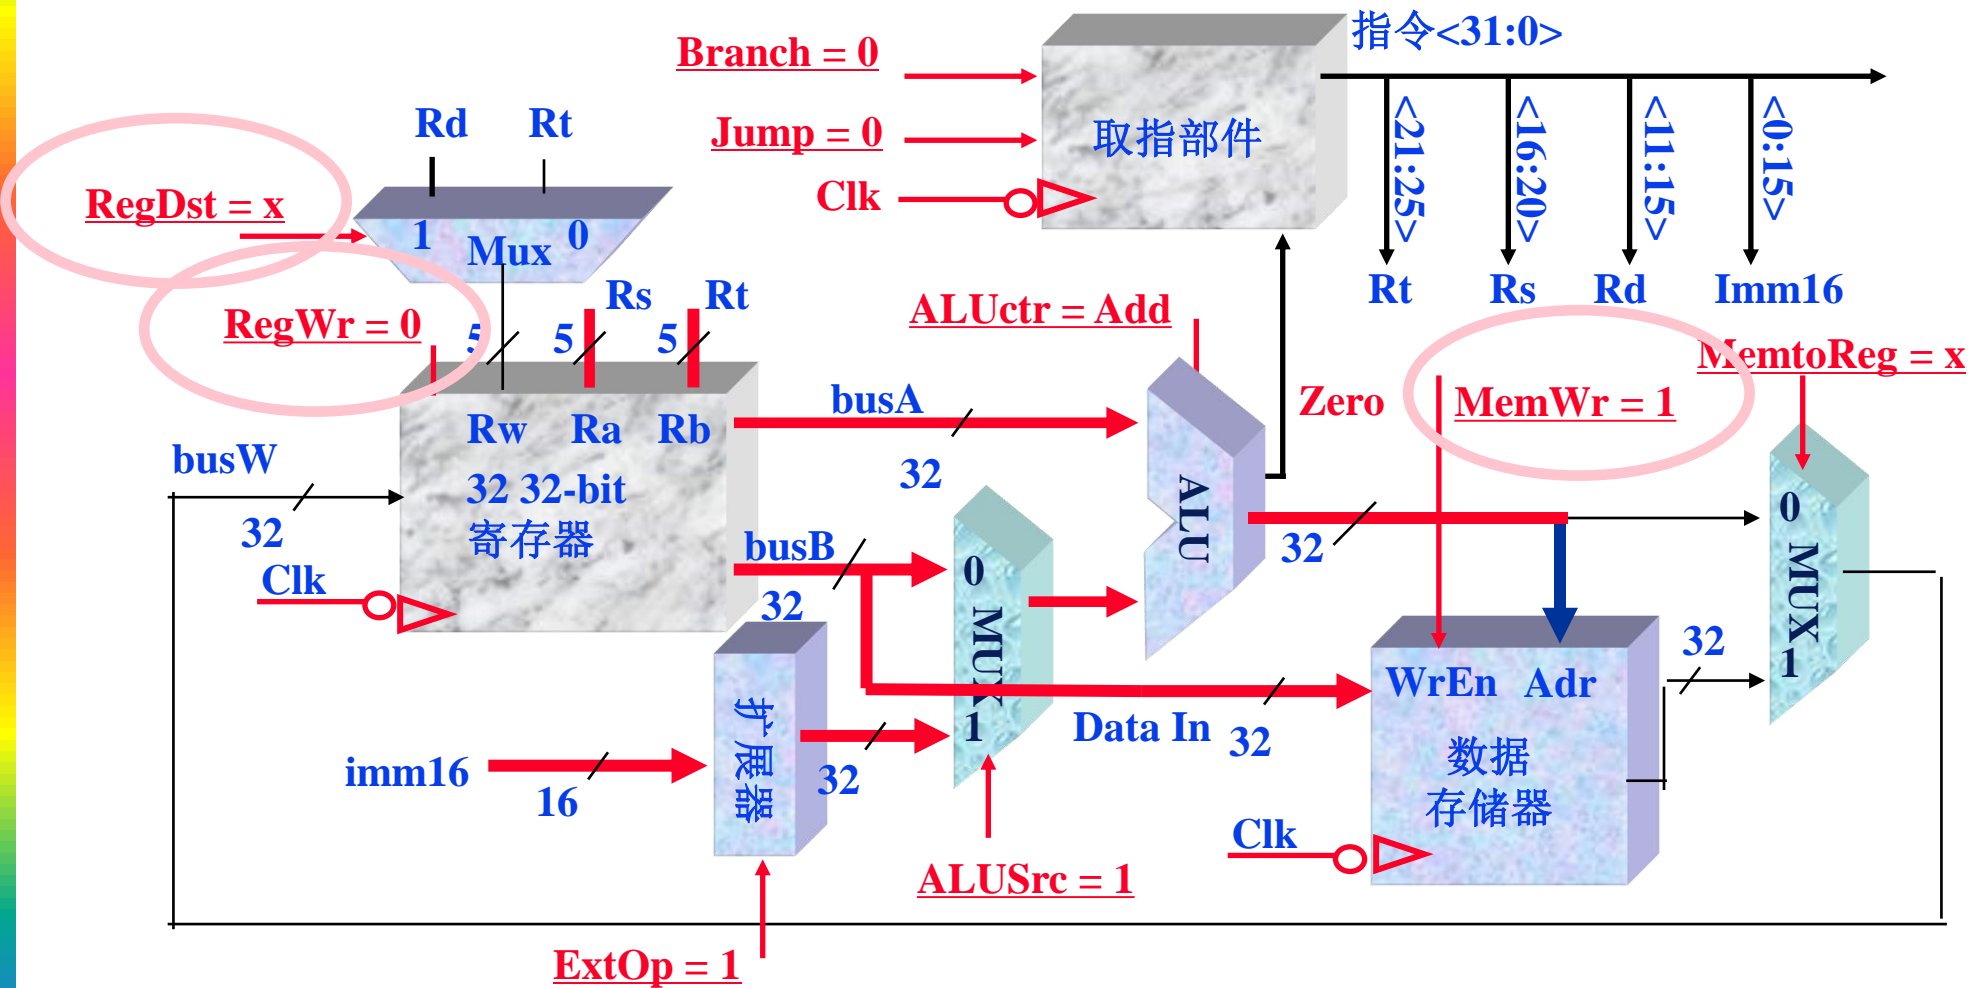 指令<31:0>
Branch = 0
Jump = 0
取指部件
Clk
<21:25>
<16:20>
<11:15>
<0:15>
Rt
Rs
Rd
Imm16
Rd
Rt
RegDst = x
1
Mux
0
RegWr = 0
5
5
Rs
5
Rt
ALUctr = Add
Zero
MemWr = 1
MemtoReg = x
busW
32
Rw
Ra
Rb
32 32-bit
寄存器
Clk
busA
32
busB
32
0
MUX
1
ALU
32
0
MUX
1
32
WrEn
Adr
数据
存储器
Clk
Data In
32
imm16
16
扩展器
32
ALUSrc = 1
ExtOp = 1